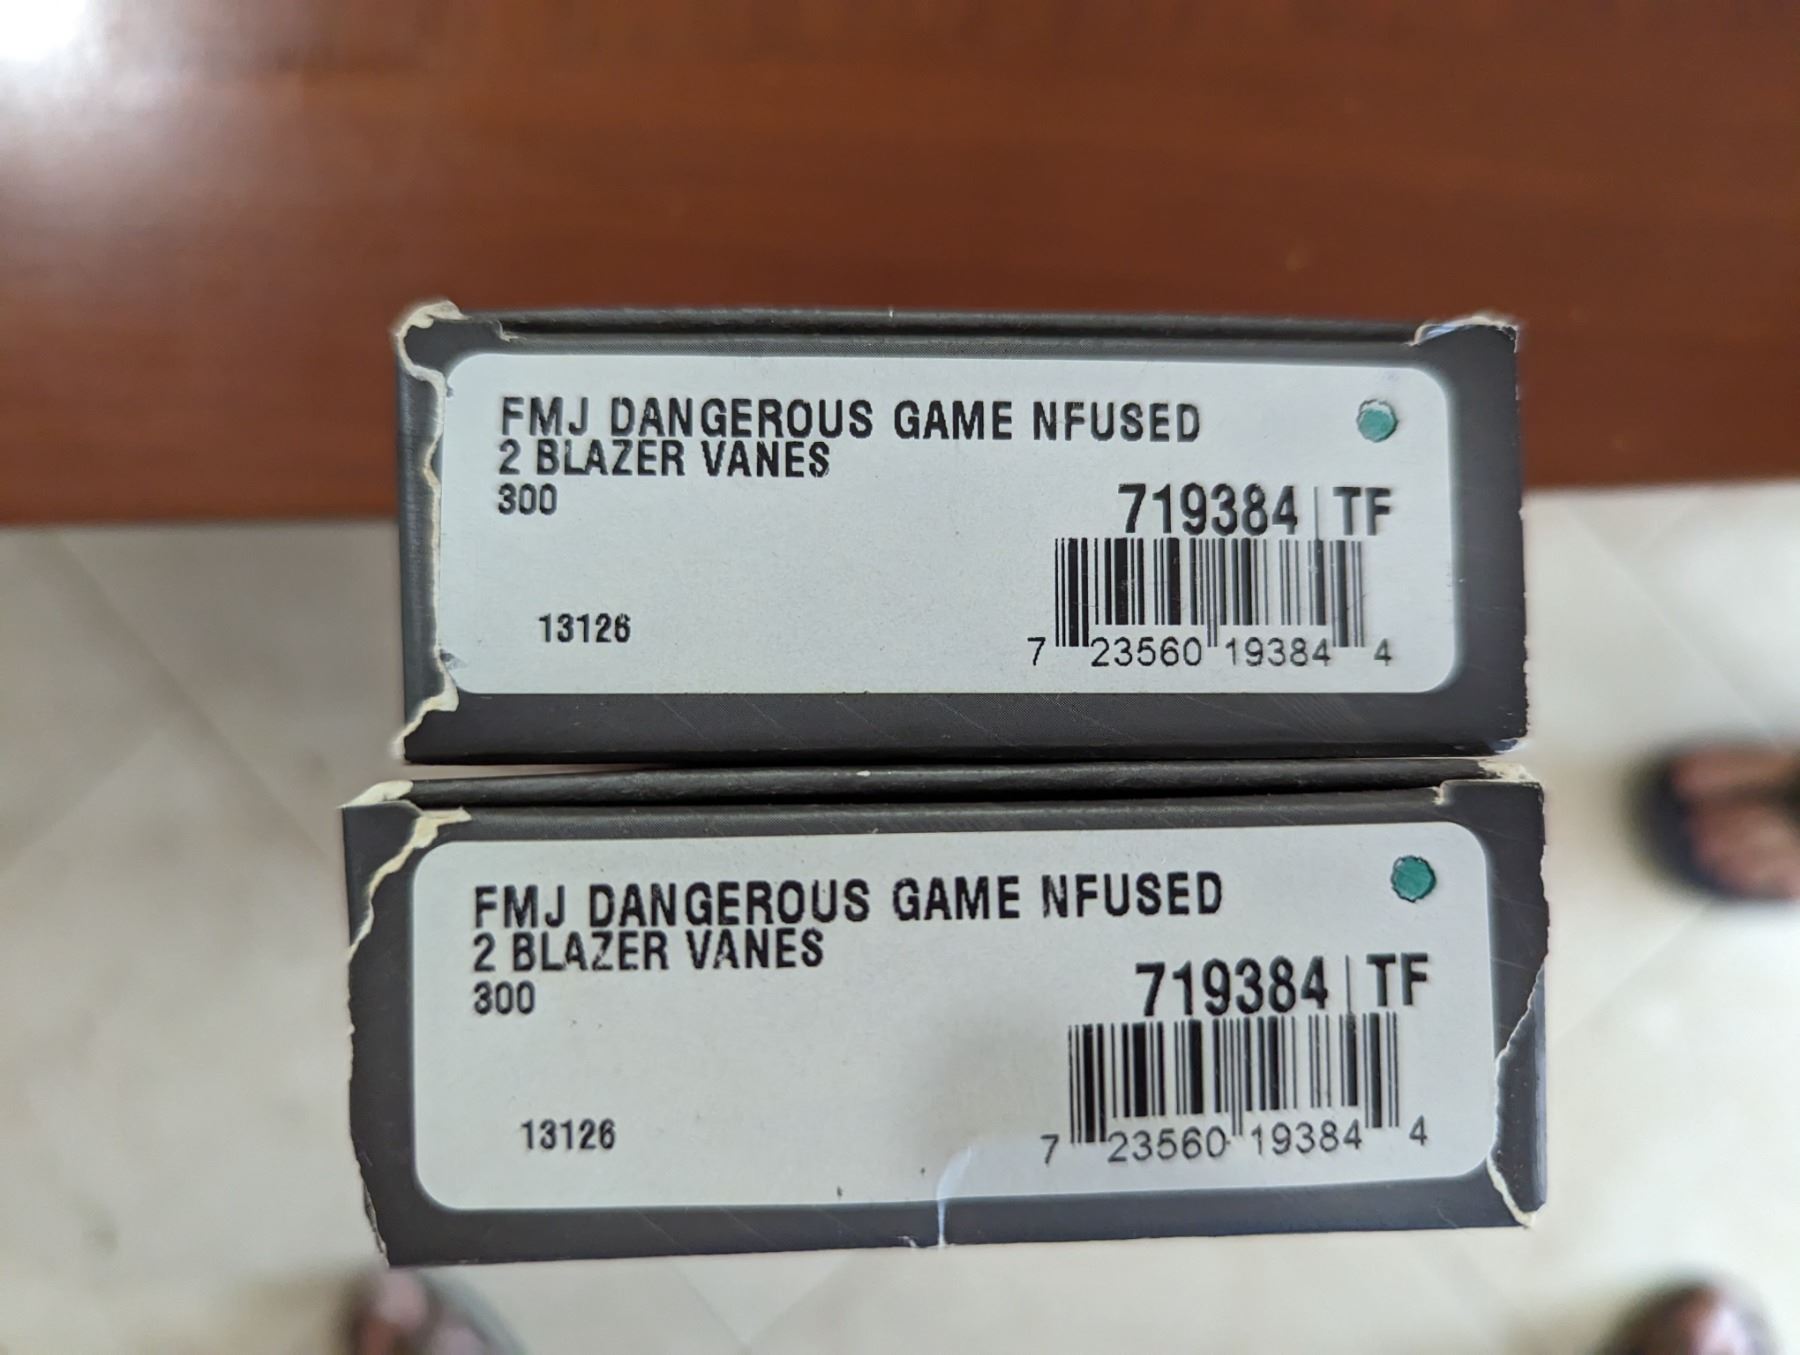 FMJ DANGEROUS GAME NFUSED
2 BLAZER VANES
300
719384 | TF
13126
7 23560 19384 4
FMJ DANGEROUS GAME NFUSED
2 BLAZER VANES
300
719384 | TF
13126
7 23560 19384 4